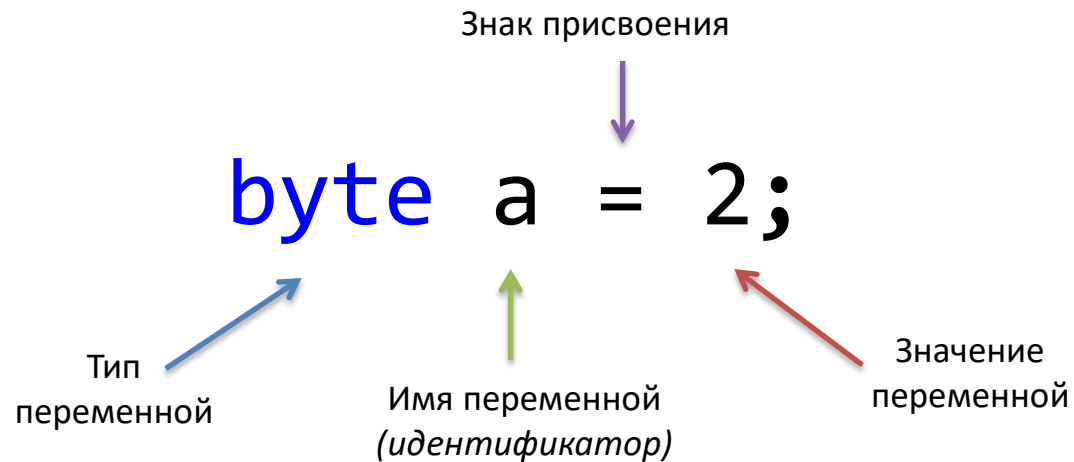 Знак присвоения
byte a = 2;
Тип
переменной
Имя переменной
(идентификатор)
Значение
переменной